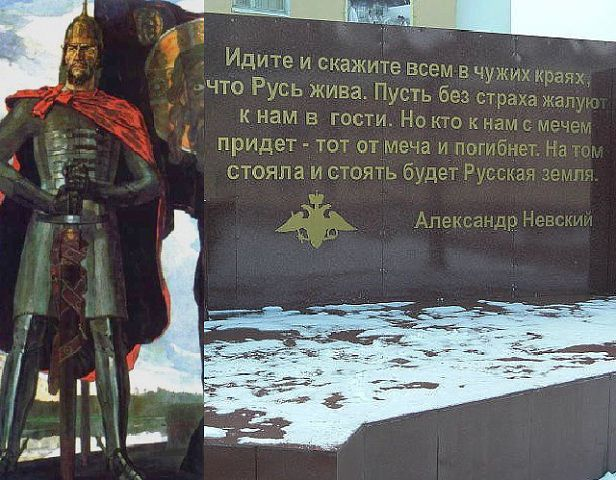 Идите и скажите всем в чужих краях,
что Русь жива. Пусть без страха жалуют
к нам в гости. Но кто к нам с мечем
придет - тот от меча и погибнет. На том
стояла и стоять будет Русская земля.
Александр Невский